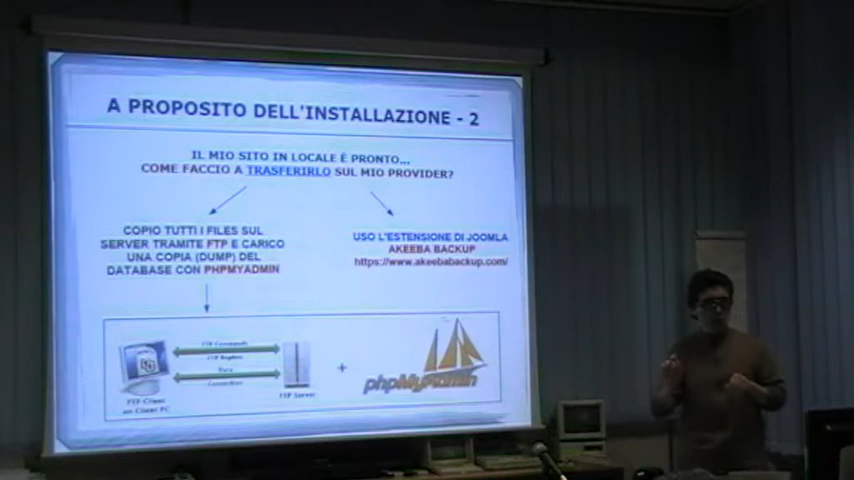 A PROPOSITO DELL'INSTALLAZIONE - 2
IL MIO SITO IN LOCALE È PRONTO...
COME FACCIO A TRASFERIRLO SUL MIO PROVIDER?
COPIO TUTTI I FILES SUL
SERVER TRAMITE FTP E CARICO
UNA COPIA (DUMP) DEL
DATABASE CON PHPMYADMIN
USO L'ESTENSIONE DI JOOMLA
AKEEBA BACKUP
https://www.akeebabackup.com/
FTP Commands
FTP Replies
Data
Connection
FTP Client
on Client PC
FTP Server
+
phpMyAdmin